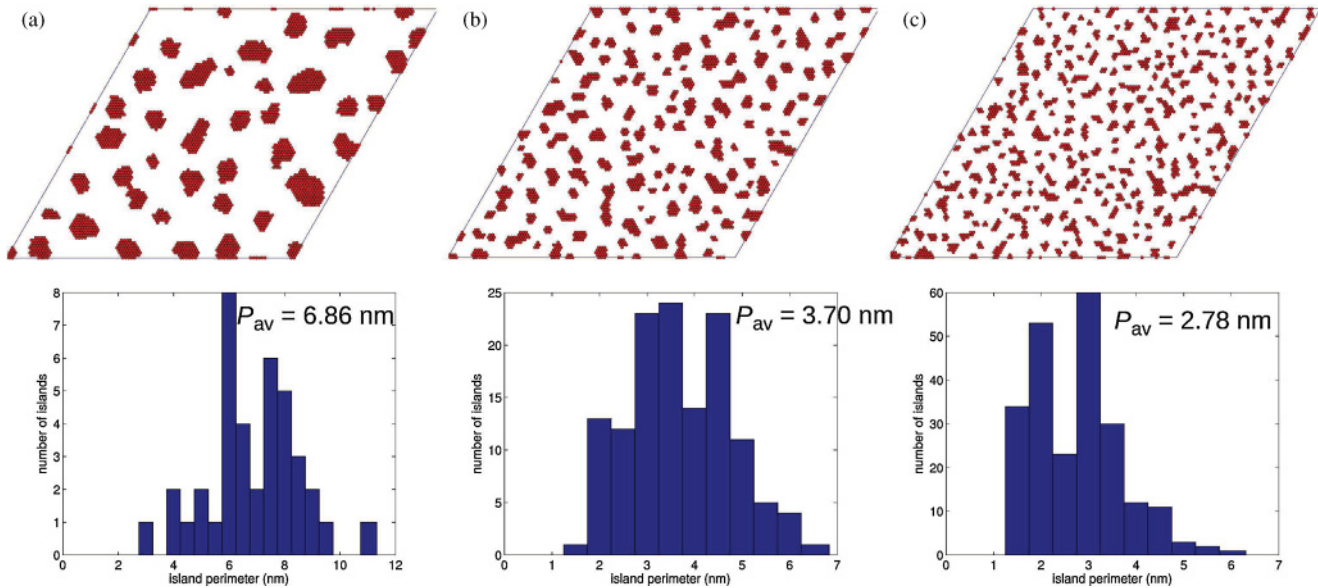 (a)
(b)
(c)
8
7
6
5
4
3
2
1
0
number of islands
P_av = 6.86 nm
0 2 4 6 8 10 12
island perimeter (nm)
25
20
15
10
5
0
number of islands
P_av = 3.70 nm
0 1 2 3 4 5 6 7
island perimeter (nm)
60
50
40
30
20
10
0
number of islands
P_av = 2.78 nm
0 1 2 3 4 5 6 7
island perimeter (nm)